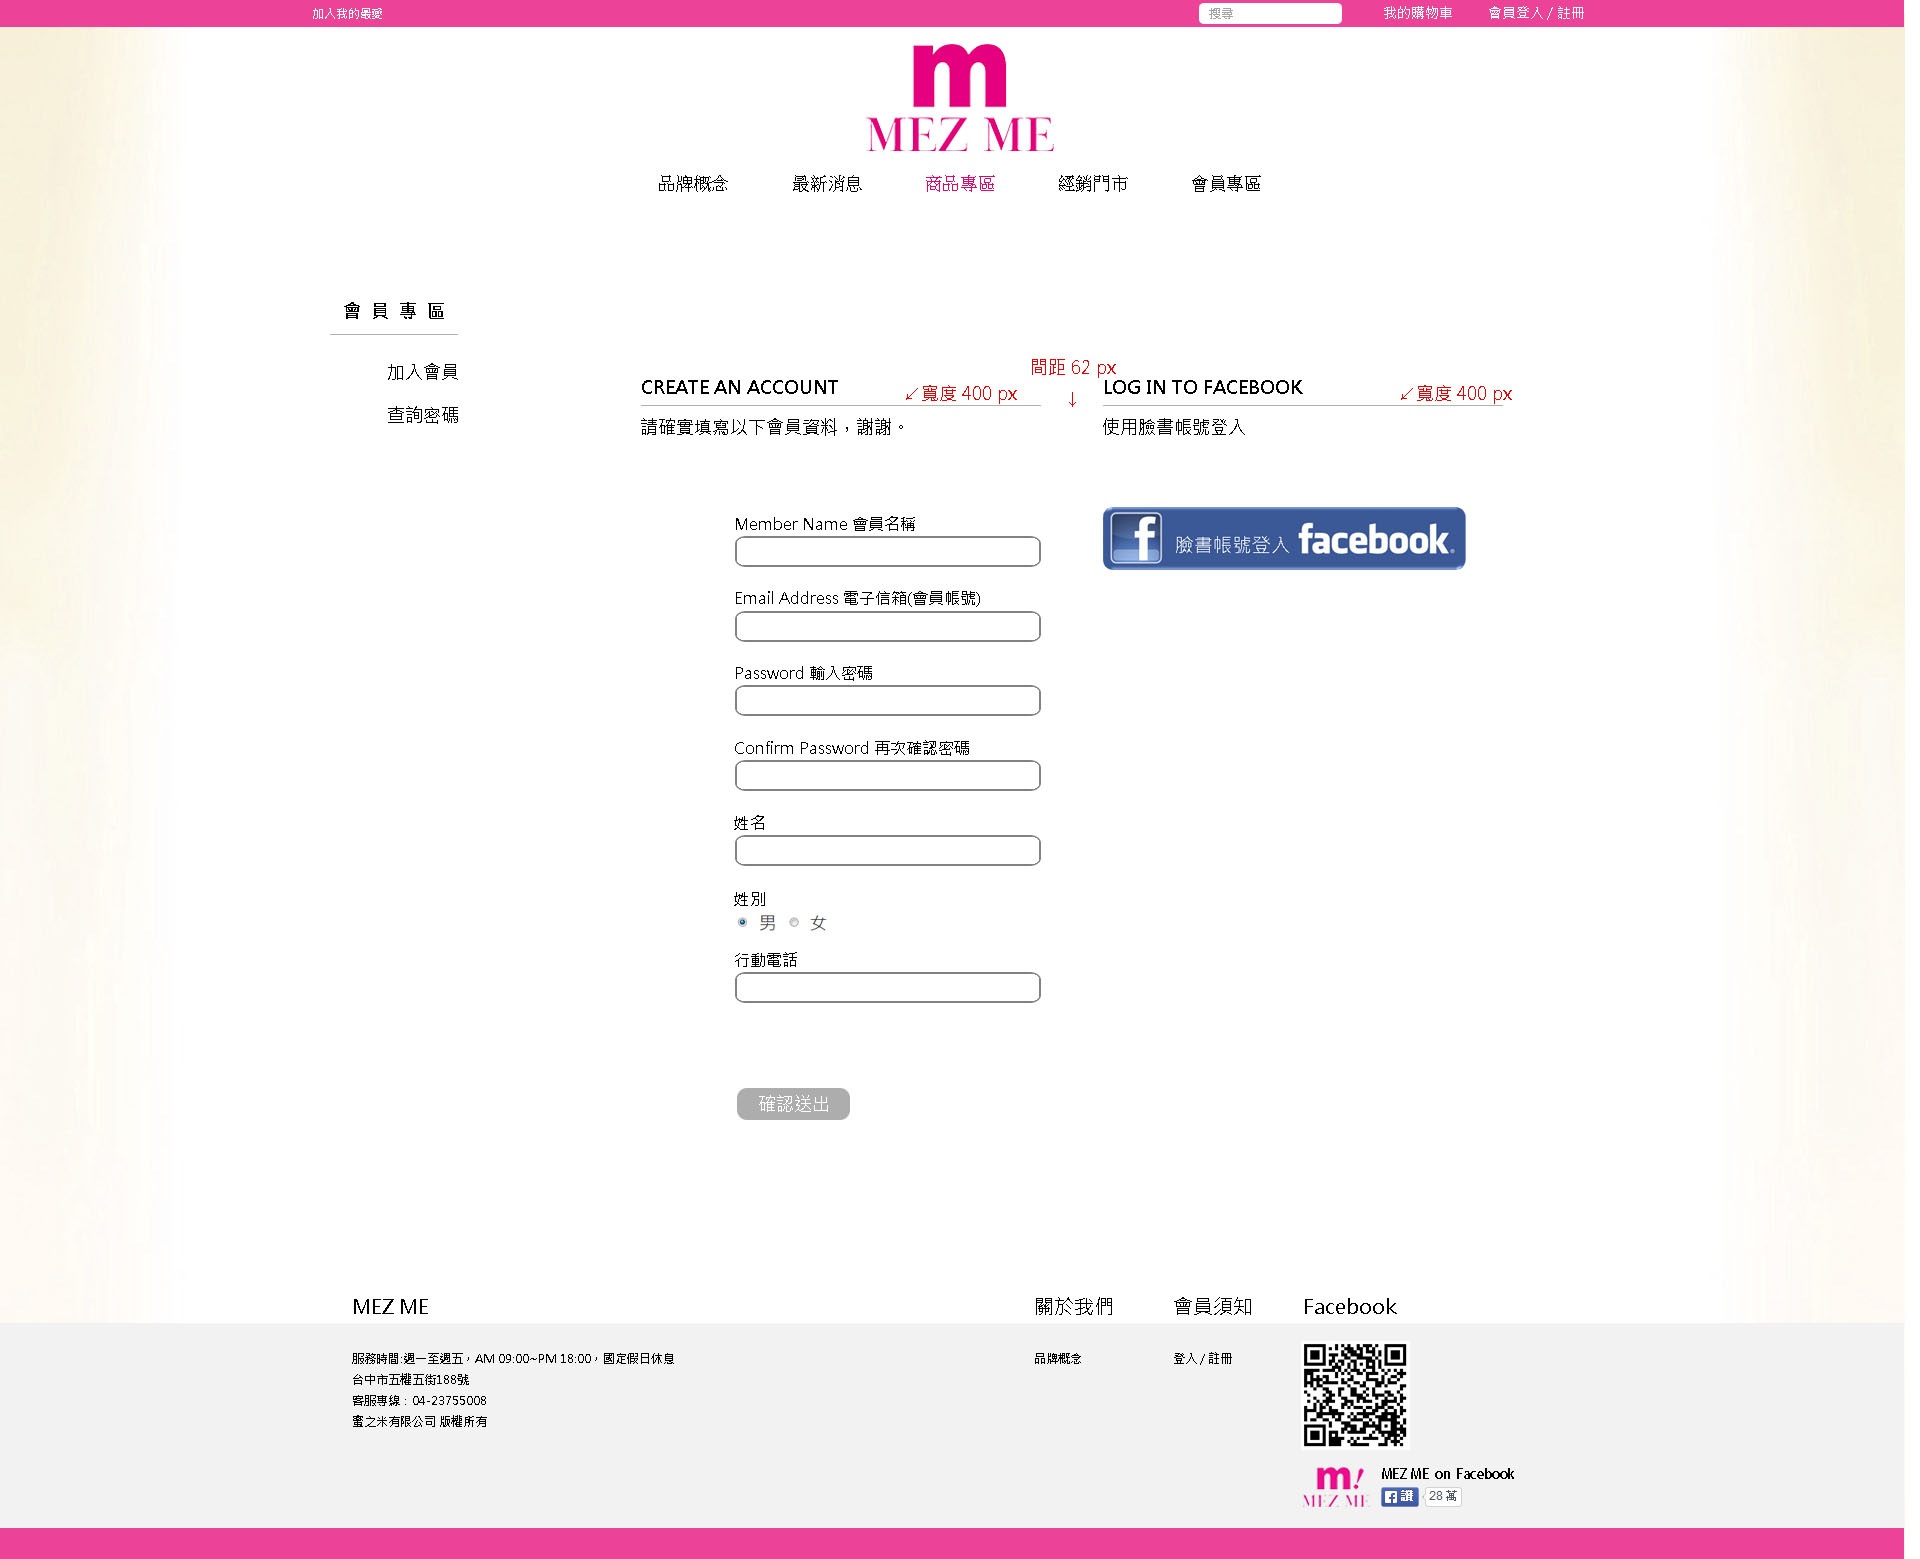 加入我的最愛
搜尋
我的購物車
會員登入 / 註冊
m
MEZ ME
品牌概念
最新消息
商品專區
經銷門市
會員專區
會員專區
加入會員
查詢密碼
間距 62 px
CREATE AN ACCOUNT
↙寬度 400 px
↓
請確實填寫以下會員資料，謝謝。
LOG IN TO FACEBOOK
↙寬度 400 px
使用臉書帳號登入
f 臉書帳號登入 facebook.
Member Name 會員名稱
Email Address 電子信箱(會員帳號)
Password 輸入密碼
Confirm Password 再次確認密碼
姓名
姓別
男 女
行動電話
確認送出
MEZ ME
關於我們
會員須知
Facebook
服務時間:週一至週五，AM 09:00~PM 18:00，國定假日休息
台中市五權五街188號
客服專線：04-23755008
蜜之米有限公司 版權所有
品牌概念
登入 / 註冊
m!
MEZ ME
MEZ ME on Facebook
讚 28 萬